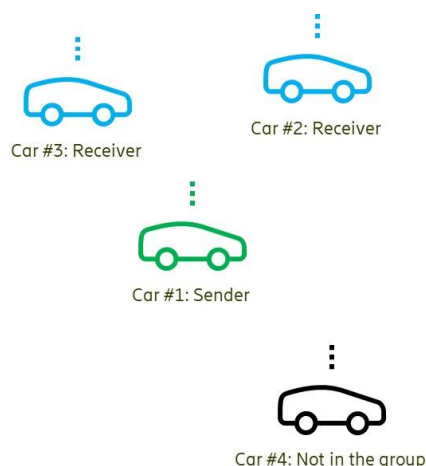 Car #2: Receiver
Car #3: Receiver
Car #1: Sender
Car #4: Not in the group